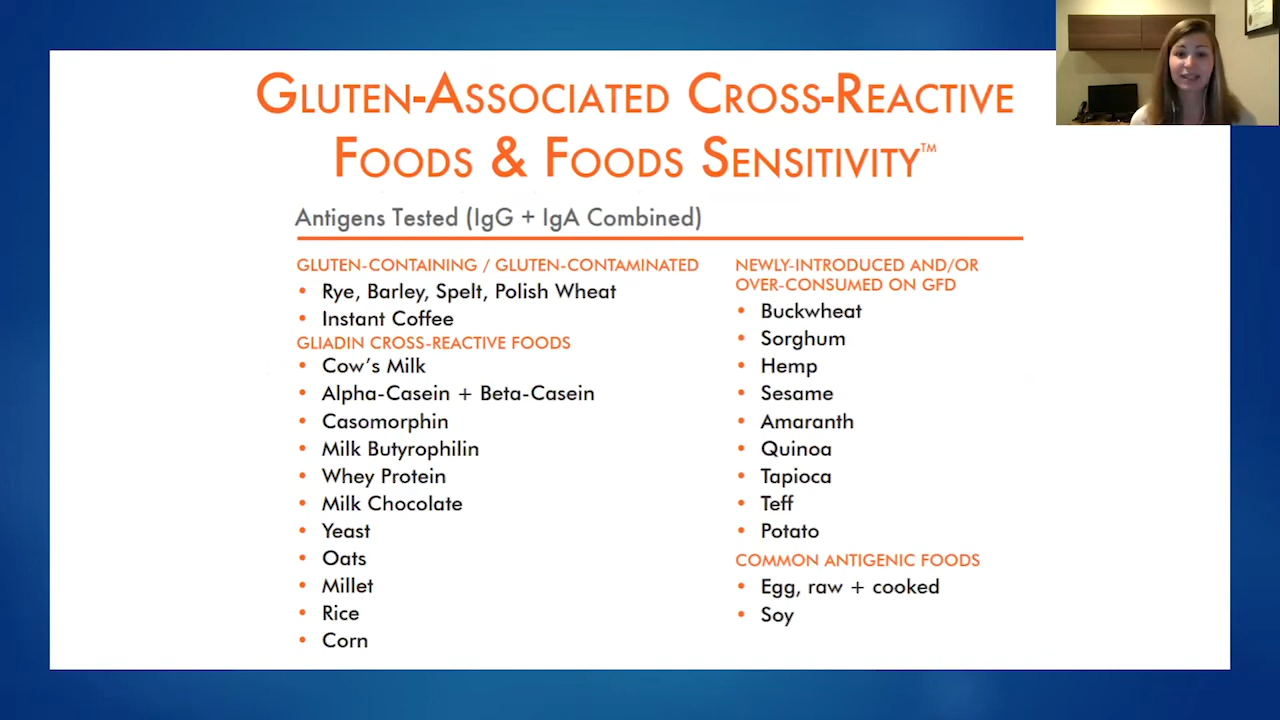 Gluten-Associated Cross-Reactive
Foods & Foods Sensitivity™
Antigens Tested (IgG + IgA Combined)
GLUTEN-CONTAINING / GLUTEN-CONTAMINATED
• Rye, Barley, Spelt, Polish Wheat
• Instant Coffee
GLIADIN CROSS-REACTIVE FOODS
• Cow's Milk
• Alpha-Casein + Beta-Casein
• Casomorphin
• Milk Butyrophilin
• Whey Protein
• Milk Chocolate
• Yeast
• Oats
• Millet
• Rice
• Corn
NEWLY-INTRODUCED AND/OR
OVER-CONSUMED ON GFD
• Buckwheat
• Sorghum
• Hemp
• Sesame
• Amaranth
• Quinoa
• Tapioca
• Teff
• Potato
COMMON ANTIGENIC FOODS
• Egg, raw + cooked
• Soy